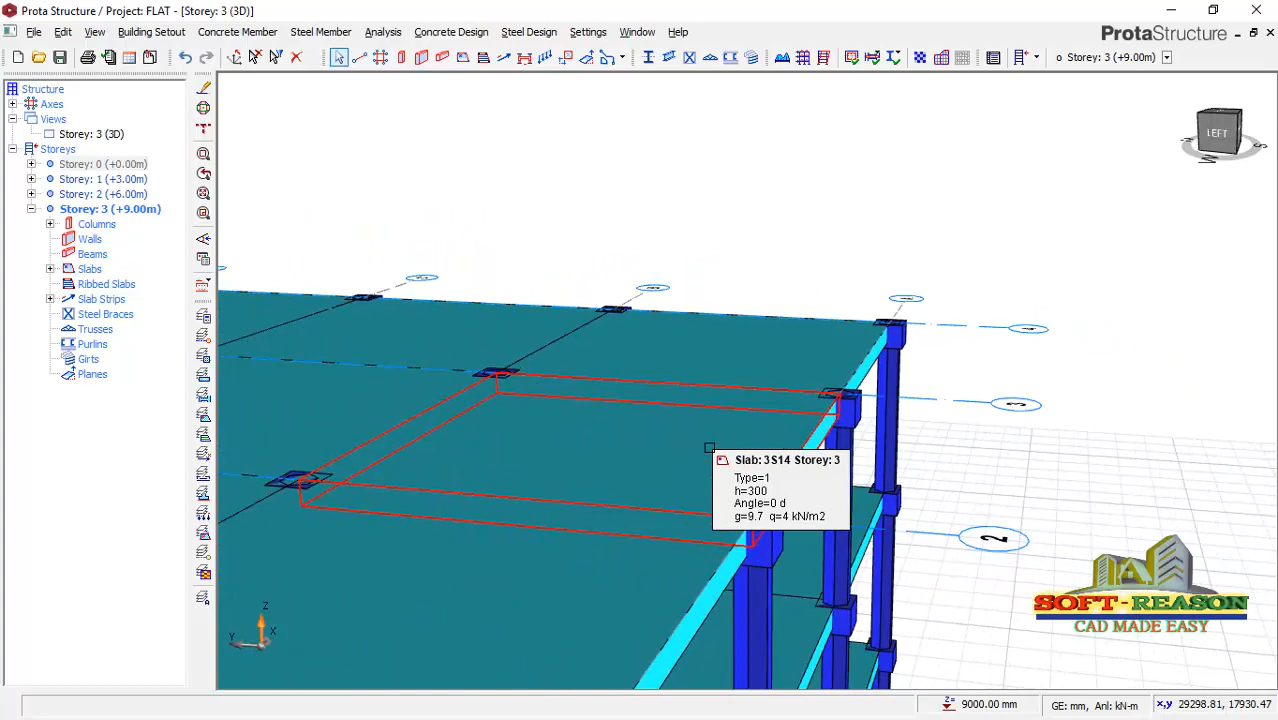 Prota Structure / Project: FLAT - [Storey: 3 (3D)]
File Edit View Building Setout Concrete Member Steel Member Analysis Concrete Design Steel Design Settings Window Help
ProtaStructure
o Storey: 3 (+9.00m)
Structure
Axes
Views
Storey: 3 (3D)
Storeys
Storey: 0 (+0.00m)
Storey: 1 (+3.00m)
Storey: 2 (+6.00m)
Storey: 3 (+9.00m)
Columns
Walls
Beams
Slabs
Ribbed Slabs
Slab Strips
Steel Braces
Trusses
Purlins
Girts
Planes
LEFT
3
Slab: 3S14 Storey: 3
Type=1
h=300
Angle=0 d
g=9.7 q=4 kN/m2
2
SOFT-REASON
CAD MADE EASY
Z
Y
X
Z=
9000.00 mm
GE: mm, Anl: kN-m
x,y
29298.81, 17930.47